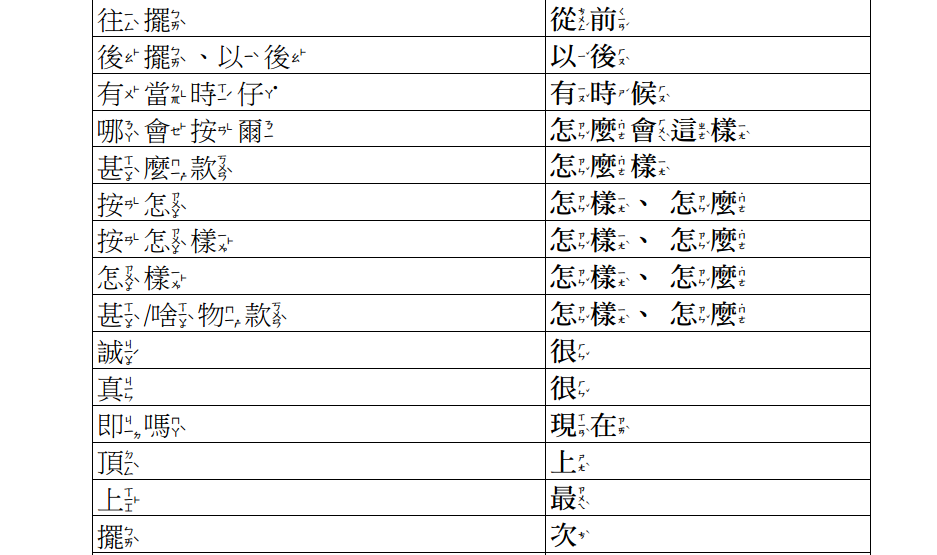 往擺 從前
後擺、以後 以後
有當時仔 有時候
哪會按爾 怎麼會這樣
甚麼款 怎麼樣
按怎 怎樣、 怎麼
按怎樣 怎樣、 怎麼
怎樣 怎樣、 怎麼
甚/啥物款 怎樣、 怎麼
誠 很
真 很
即嗎 現在
頂 上
上 最
擺 次